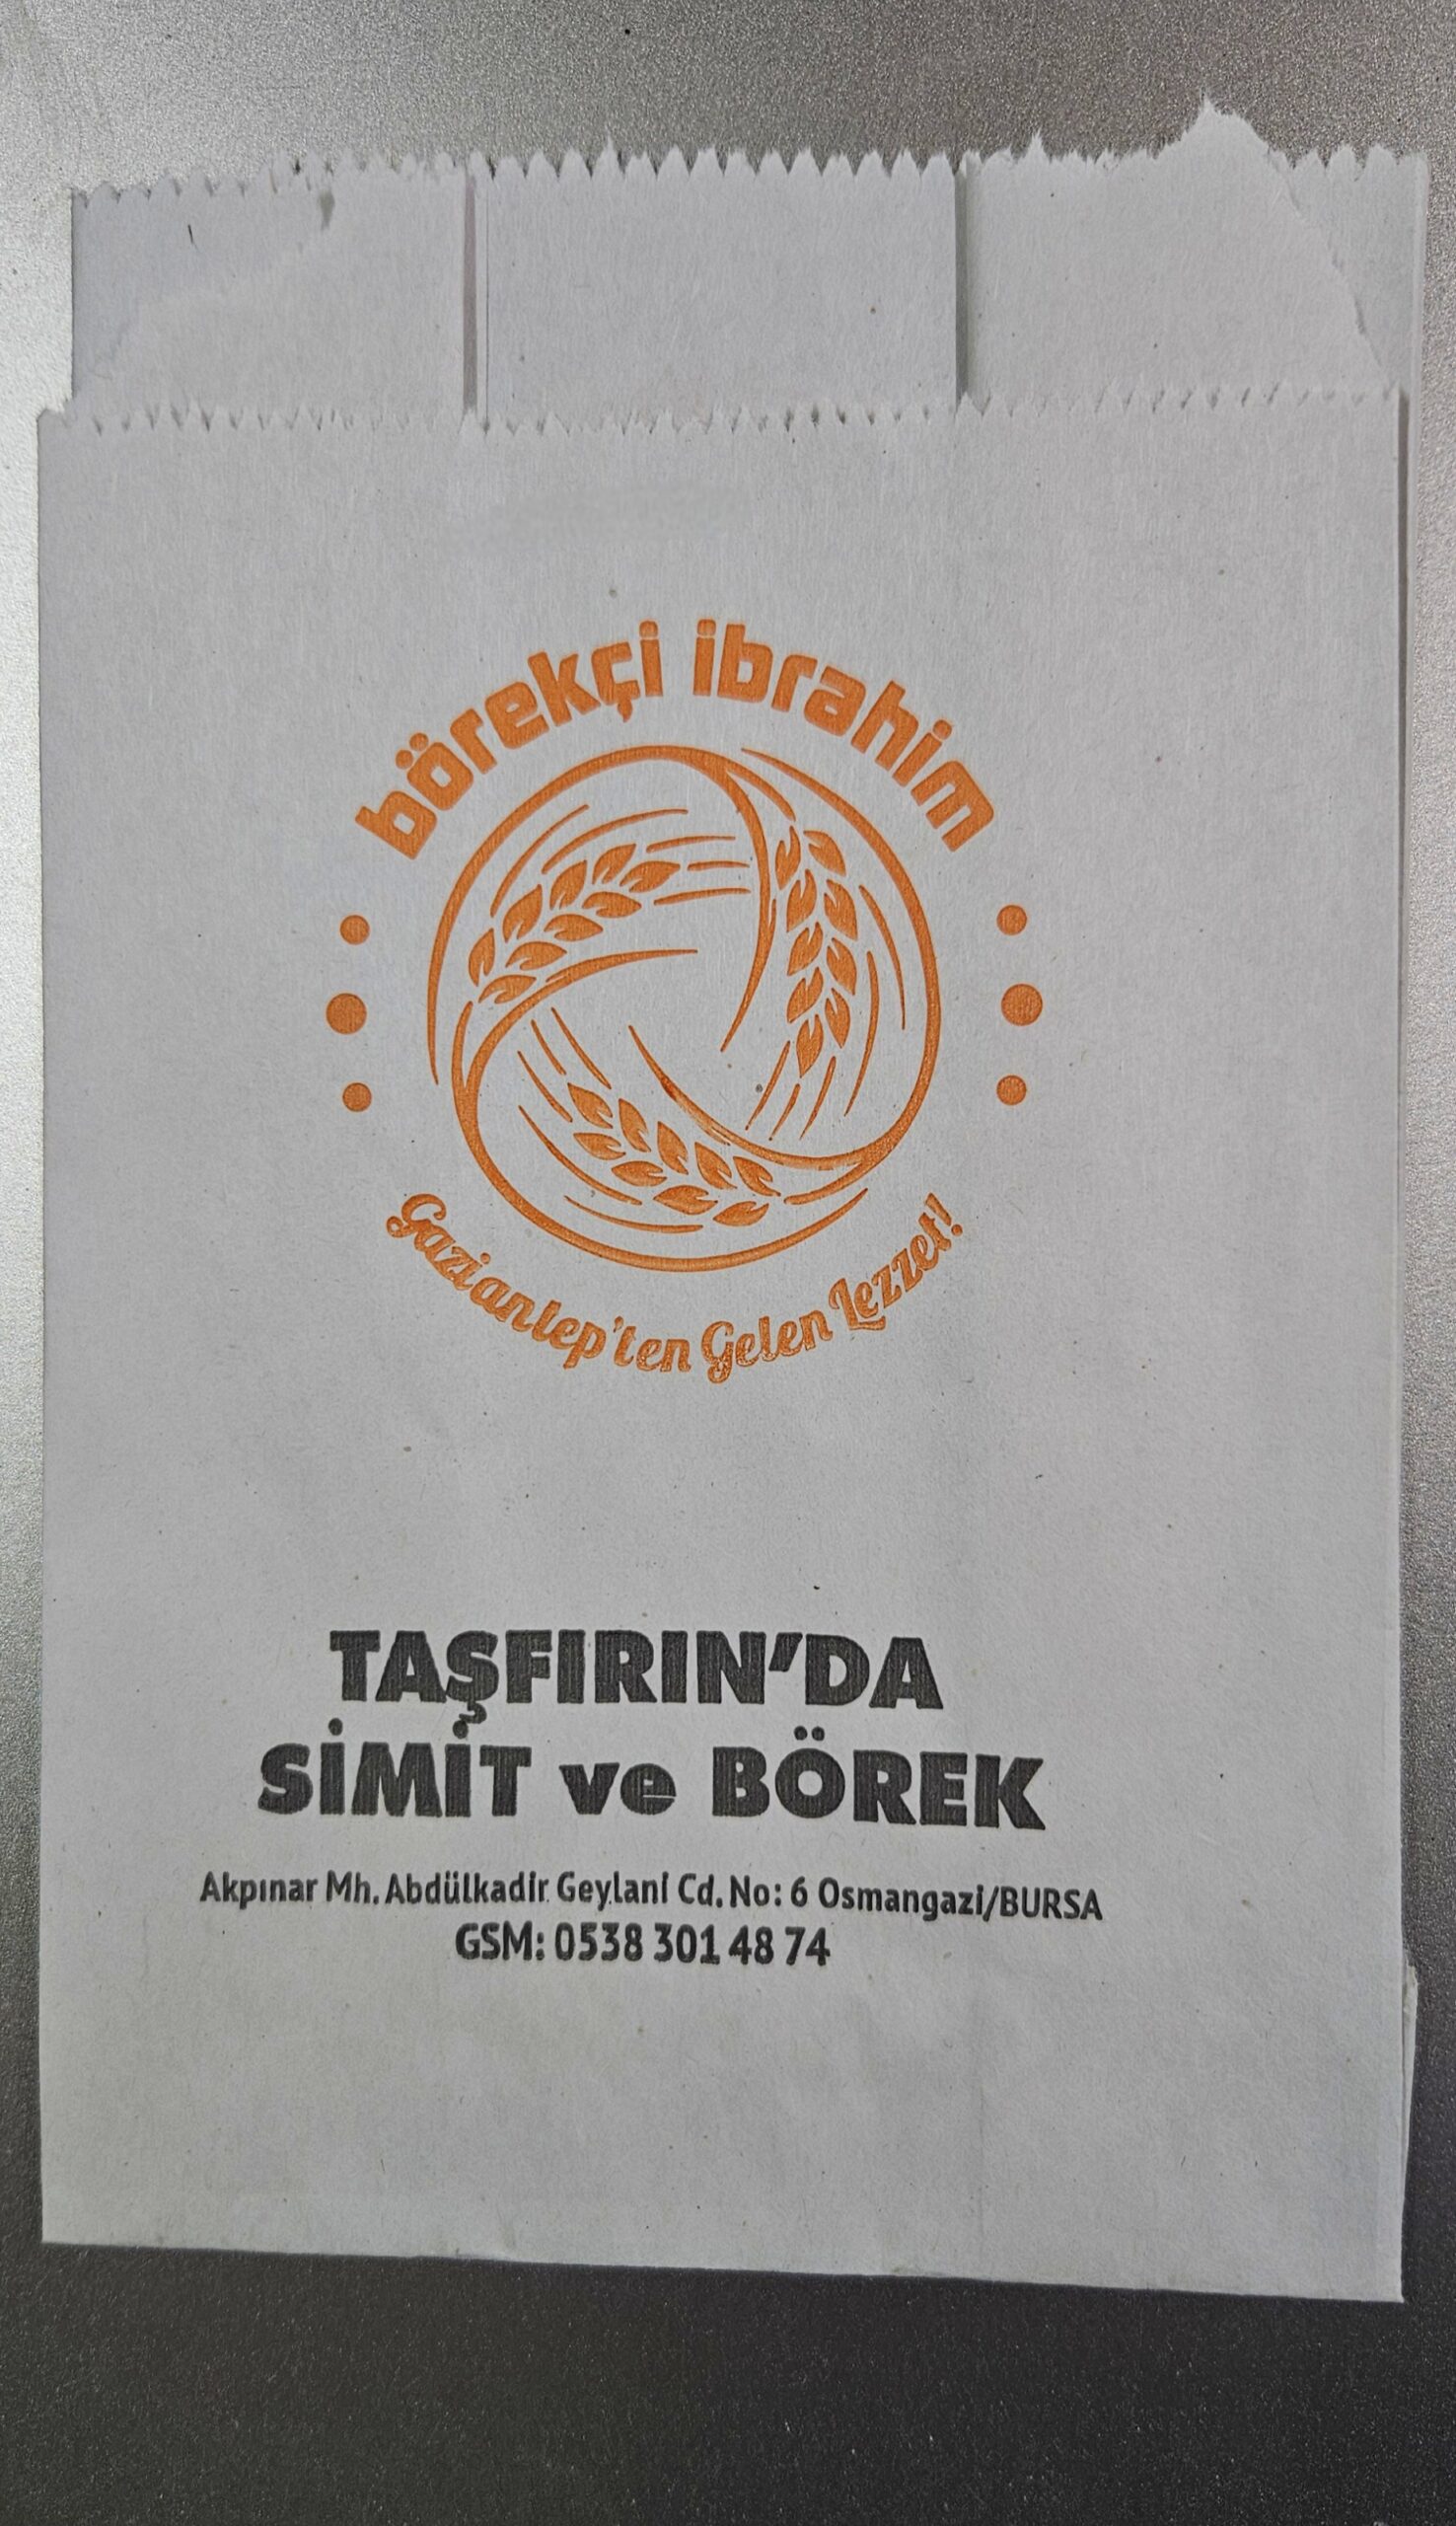 börekçi ibrahim
Gaziantep'ten Gelen Lezzet!
TAŞFIRIN'DA
SİMİT ve BÖREK
Akpınar Mh. Abdülkadir Geylani Cd. No: 6 Osmangazi/BURSA
GSM: 0538 301 48 74